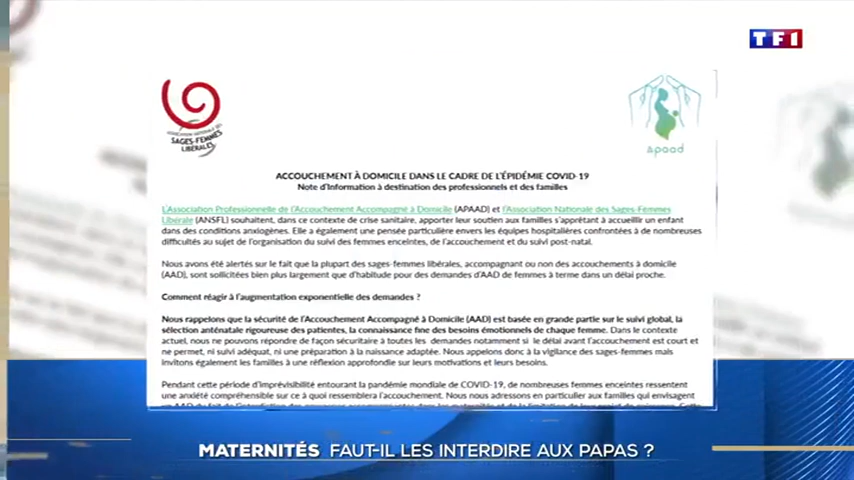 TF1
ASSOCIATION NATIONALE DES
SAGES-FEMMES
LIBÉRALES
apaad
ACCOUCHEMENT À DOMICILE DANS LE CADRE DE L'ÉPIDÉMIE COVID-19
Note d'Information à destination des professionnels et des familles
L'Association Professionnelle de l'Accouchement Accompagné à Domicile (APAAD) et l'Association Nationale des Sages-Femmes
Libérale (ANSFL) souhaitent, dans ce contexte de crise sanitaire, apporter leur soutien aux familles s'apprêtant à accueillir un enfant
dans des conditions anxiogènes. Elle a également une pensée particulière envers les équipes hospitalières confrontées à de nombreuses
difficultés au sujet de l'organisation du suivi des femmes enceintes, de l'accouchement et du suivi post-natal.
Nous avons été alertés sur le fait que la plupart des sages-femmes libérales, accompagnant ou non des accouchements à domicile
(AAD), sont sollicitées bien plus largement que d'habitude pour des demandes d'AAD de femmes à terme dans un délai proche.
Comment réagir à l'augmentation exponentielle des demandes ?
Nous rappelons que la sécurité de l'Accouchement Accompagné à Domicile (AAD) est basée en grande partie sur le suivi global, la
sélection anténatale rigoureuse des patientes, la connaissance fine des besoins émotionnels de chaque femme. Dans le contexte
actuel, nous ne pouvons répondre de façon sécuritaire à toutes les demandes notamment si le délai avant l'accouchement est court et
ne permet, ni suivi adéquat, ni une préparation à la naissance adaptée. Nous appelons donc à la vigilance des sages-femmes mais
invitons également les familles à une réflexion approfondie sur leurs motivations et leurs besoins.
Pendant cette période d'imprévisibilité entourant la pandémie mondiale de COVID-19, de nombreuses femmes enceintes ressentent
une anxiété compréhensible sur ce à quoi ressemblera l'accouchement. Nous nous adressons en particulier aux familles qui envisagent
MATERNITÉS FAUT-IL LES INTERDIRE AUX PAPAS ?